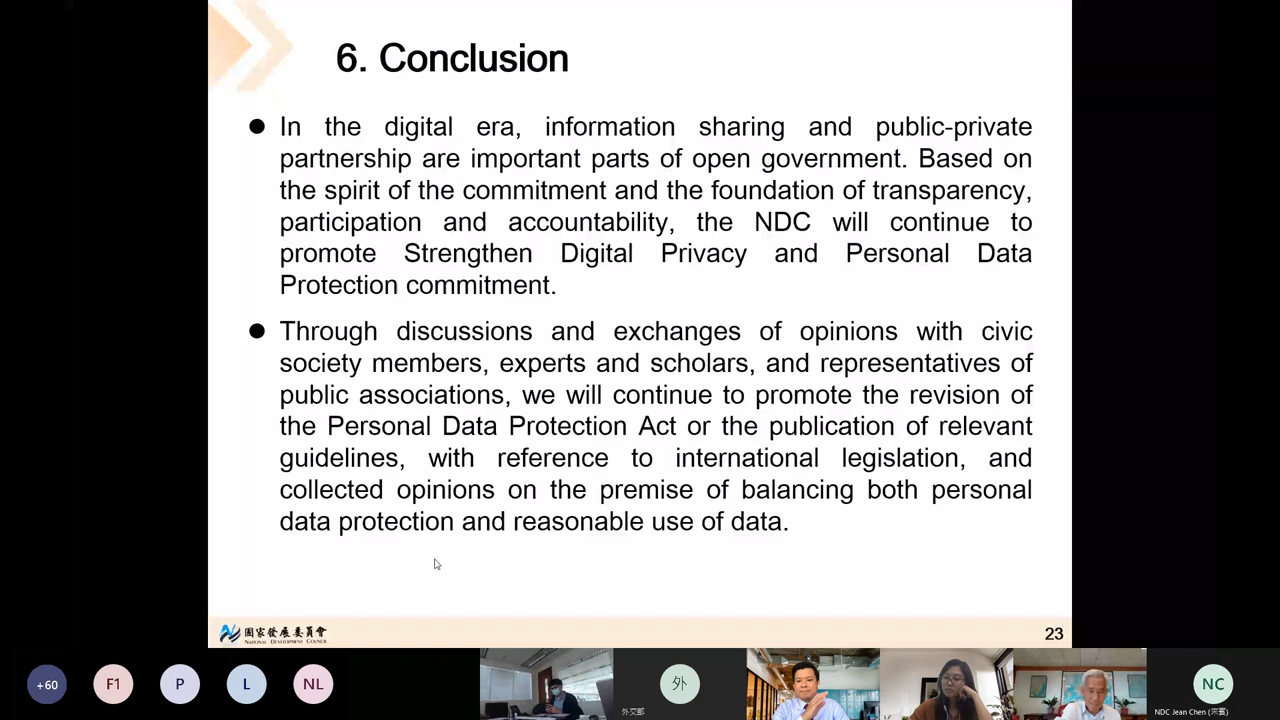 6. Conclusion
In the digital era, information sharing and public-private
partnership are important parts of open government. Based on
the spirit of the commitment and the foundation of transparency,
participation and accountability, the NDC will continue to
promote Strengthen Digital Privacy and Personal Data
Protection commitment.
Through discussions and exchanges of opinions with civic
society members, experts and scholars, and representatives of
public associations, we will continue to promote the revision of
the Personal Data Protection Act or the publication of relevant
guidelines, with reference to international legislation, and
collected opinions on the premise of balancing both personal
data protection and reasonable use of data.
國家發展委員會
NATIONAL DEVELOPMENT COUNCIL
23
+60
F1
P
L
NL
外
外交部
NC
NDC Jean Chen (來賓)